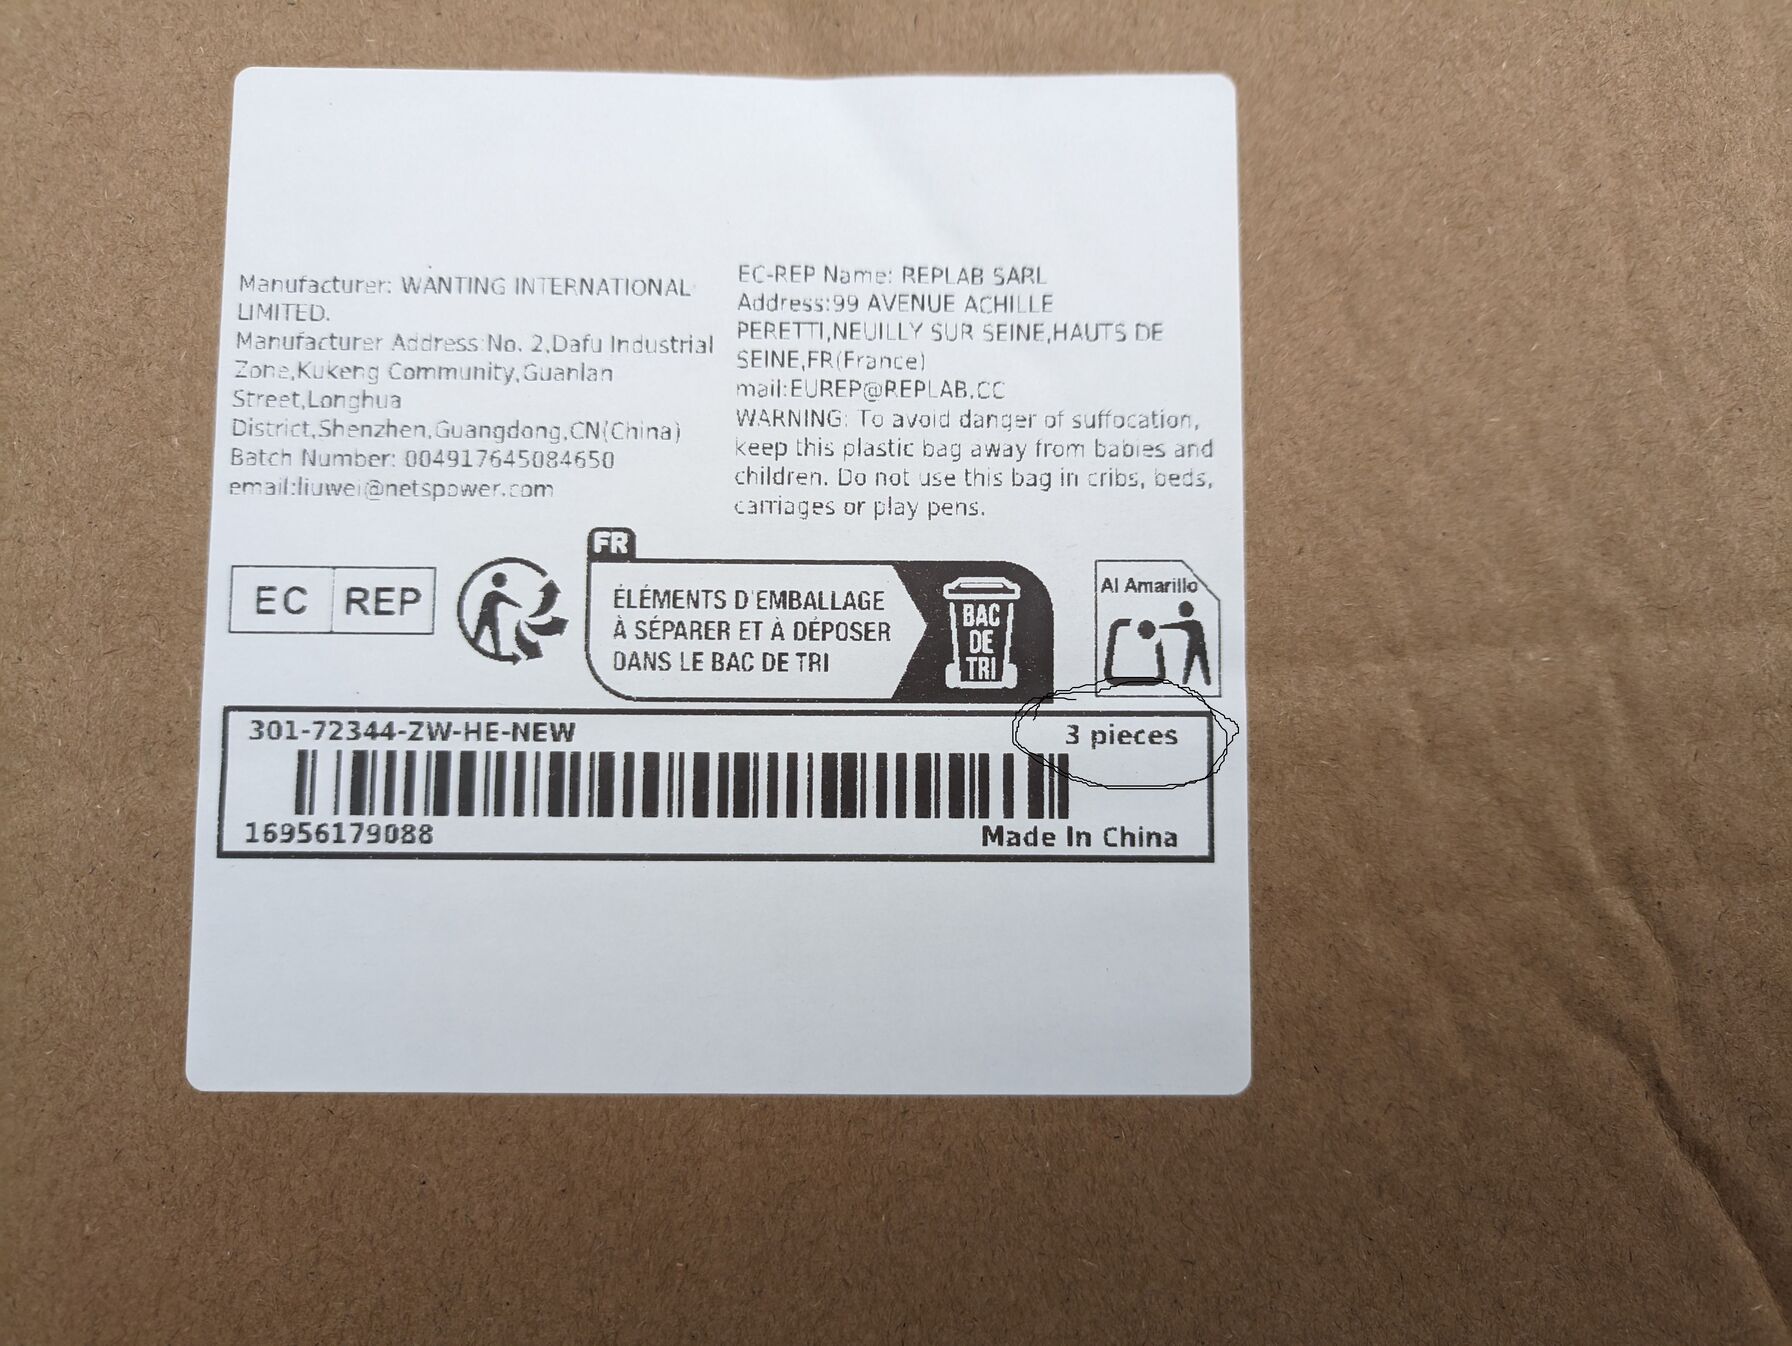 Manufacturer: WANTING INTERNATIONAL
LIMITED.
Manufacturer Address:No. 2,Dafu Industrial
Zone,Kukeng Community,Guanlan
Street,Longhua
District,Shenzhen,Guangdong,CN(China)
Batch Number: 004917645084650
email:liuwei@netspower.com
EC-REP Name: REPLAB SARL
Address:99 AVENUE ACHILLE
PERETTI,NEUILLY SUR SEINE,HAUTS DE
SEINE,FR(France)
mail:EUREP@REPLAB.CC
WARNING: To avoid danger of suffocation,
keep this plastic bag away from babies and
children. Do not use this bag in cribs, beds,
carriages or play pens.
EC REP
FR
ÉLÉMENTS D'EMBALLAGE
À SÉPARER ET À DÉPOSER
DANS LE BAC DE TRI
BAC
DE
TRI
Al Amarillo
301-72344-ZW-HE-NEW
3 pieces
16956179088
Made In China